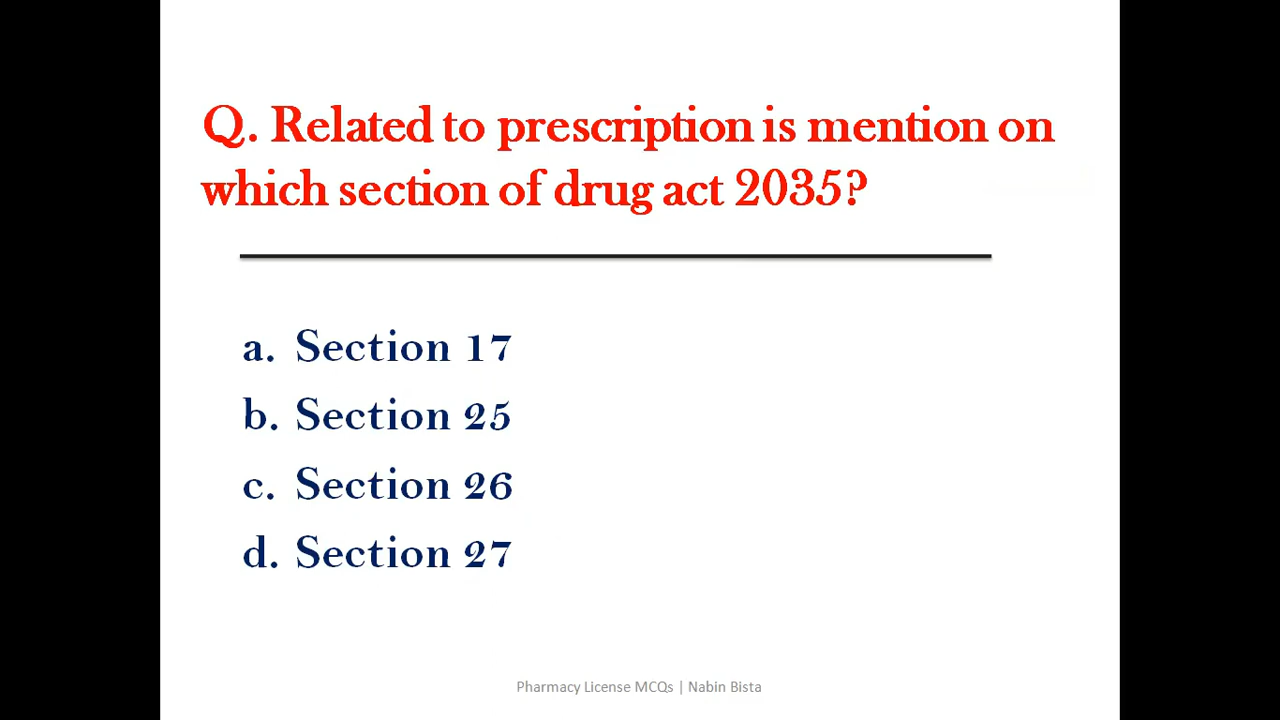 Q. Related to prescription is mention on
which section of drug act 2035?
a. Section 17
b. Section 25
c. Section 26
d. Section 27
Pharmacy License MCQs | Nabin Bista